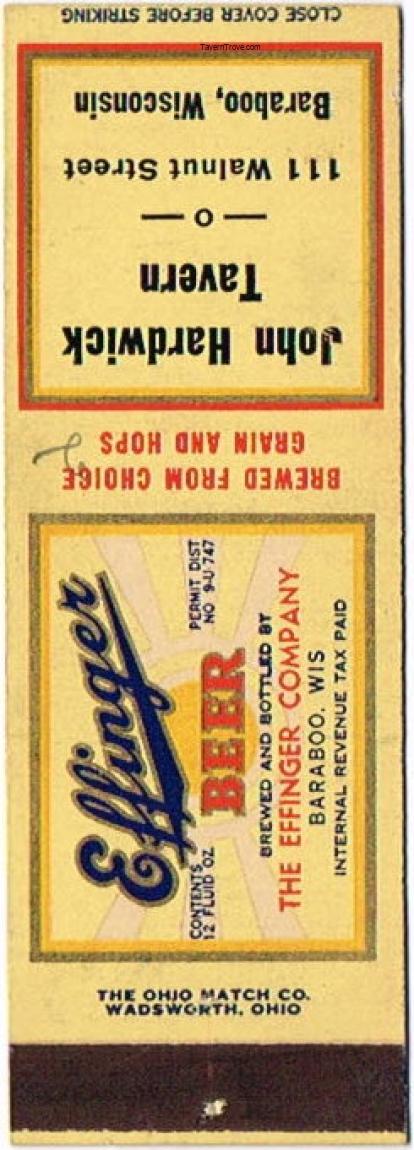 CLOSE COVER BEFORE STRIKING
TavernTrove.com
John Hardwick
Tavern
— o —
111 Walnut Street
Baraboo, Wisconsin
BREWED FROM CHOICE
GRAIN AND HOPS
Effinger
BEER
CONTENTS
12 FLUID OZ
PERMIT DIST
NO 9-U-747
BREWED AND BOTTLED BY
THE EFFINGER COMPANY
BARABOO, WIS
INTERNAL REVENUE TAX PAID
THE OHIO MATCH CO.
WADSWORTH, OHIO